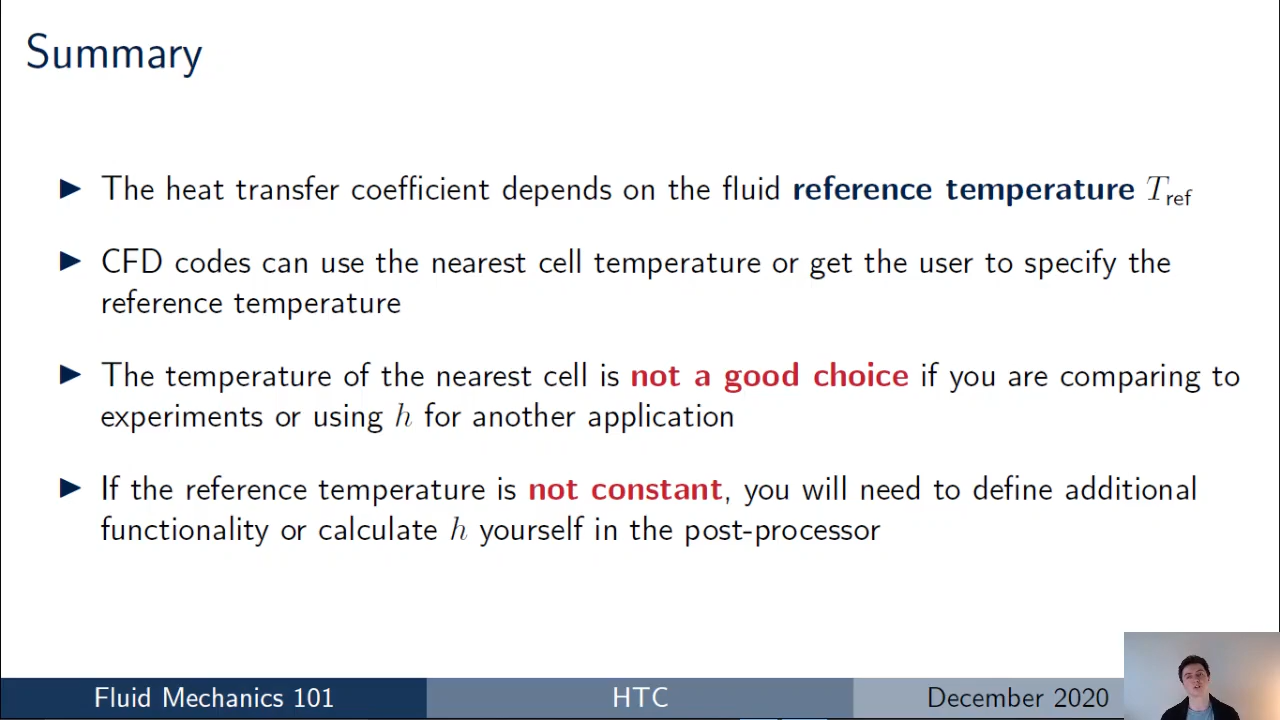 Summary
The heat transfer coefficient depends on the fluid reference temperature T_ref
CFD codes can use the nearest cell temperature or get the user to specify the
reference temperature
The temperature of the nearest cell is not a good choice if you are comparing to
experiments or using h for another application
If the reference temperature is not constant, you will need to define additional
functionality or calculate h yourself in the post-processor
Fluid Mechanics 101 HTC December 2020